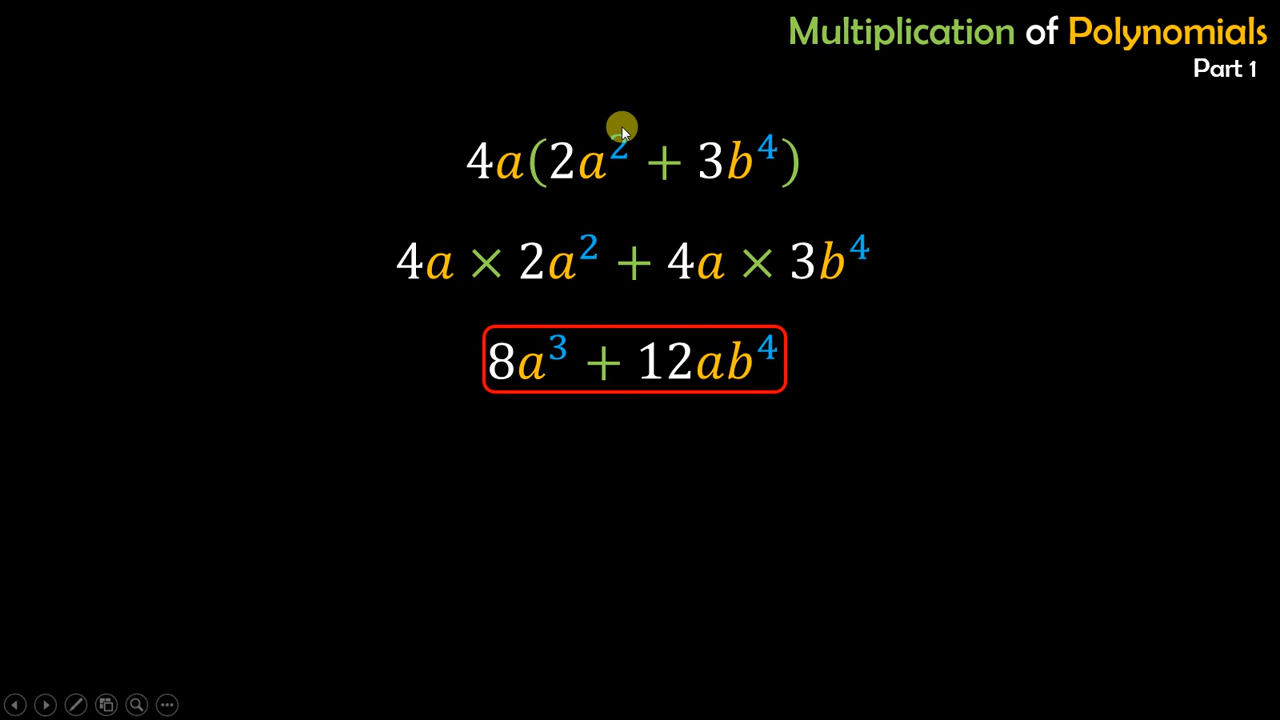 Multiplication of Polynomials
Part 1
4a(2a² + 3b⁴)
4a × 2a² + 4a × 3b⁴
8a³ + 12ab⁴